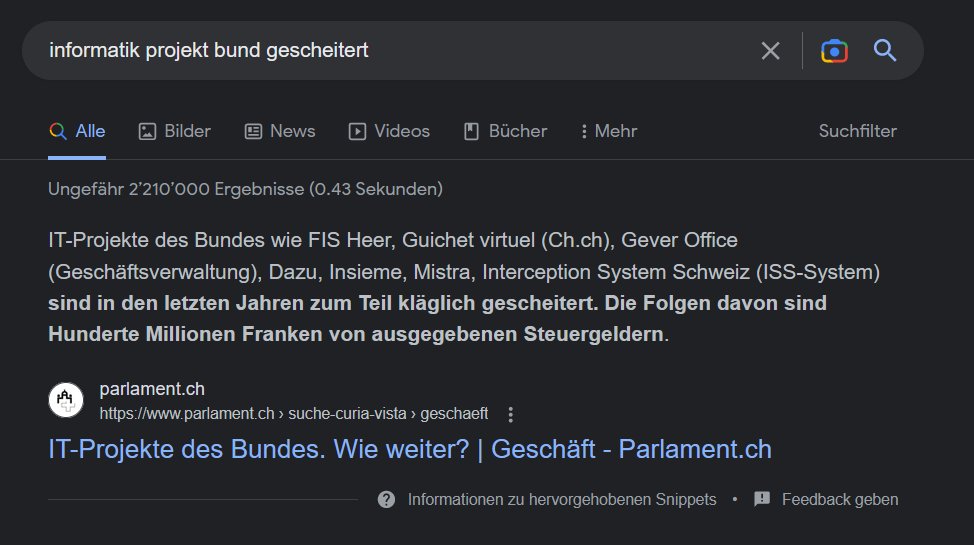 informatik projekt bund gescheitert
Alle Bilder News Videos Bücher Mehr Suchfilter
Ungefähr 2’210’000 Ergebnisse (0.43 Sekunden)
IT-Projekte des Bundes wie FIS Heer, Guichet virtuel (Ch.ch), Gever Office
(Geschäftsverwaltung), Dazu, Insieme, Mistra, Interception System Schweiz (ISS-System)
sind in den letzten Jahren zum Teil kläglich gescheitert. Die Folgen davon sind
Hunderte Millionen Franken von ausgegebenen Steuergeldern.
parlament.ch
https://www.parlament.ch › suche-curia-vista › geschaeft
IT-Projekte des Bundes. Wie weiter? | Geschäft - Parlament.ch
Informationen zu hervorgehobenen Snippets • Feedback geben